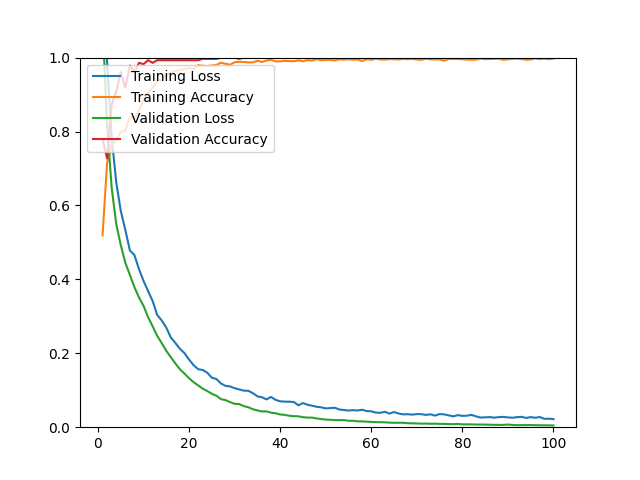 1.0
0.8
0.6
0.4
0.2
0.0
Training Loss
Training Accuracy
Validation Loss
Validation Accuracy
0 20 40 60 80 100